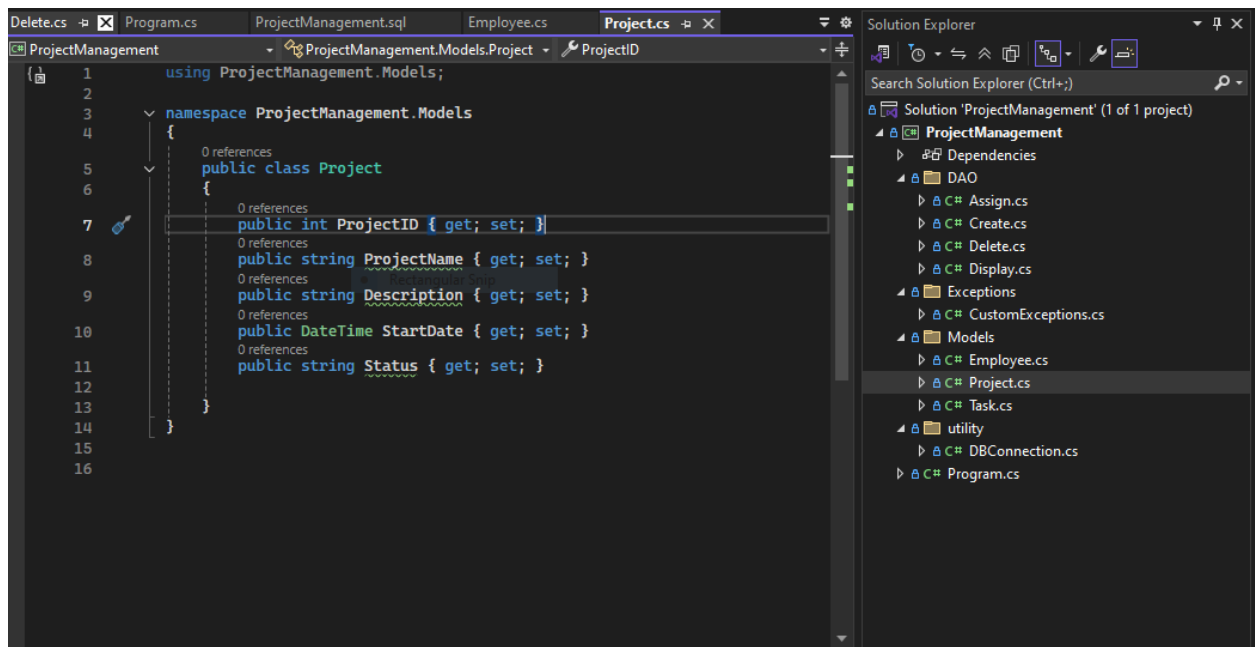 Delete.cs Program.cs ProjectManagement.sql Employee.cs Project.cs
C# ProjectManagement ProjectManagement.Models.Project ProjectID
1 using ProjectManagement.Models;
2
3 namespace ProjectManagement.Models
4 {
0 references
5 public class Project
6 {
0 references
7 public int ProjectID { get; set; }
0 references
8 public string ProjectName { get; set; }
Rectangular Snip
0 references
9 public string Description { get; set; }
0 references
10 public DateTime StartDate { get; set; }
0 references
11 public string Status { get; set; }
12
13 }
14 }
15
16
Solution Explorer
Search Solution Explorer (Ctrl+;)
Solution 'ProjectManagement' (1 of 1 project)
C# ProjectManagement
Dependencies
DAO
C# Assign.cs
C# Create.cs
C# Delete.cs
C# Display.cs
Exceptions
C# CustomExceptions.cs
Models
C# Employee.cs
C# Project.cs
C# Task.cs
utility
C# DBConnection.cs
C# Program.cs